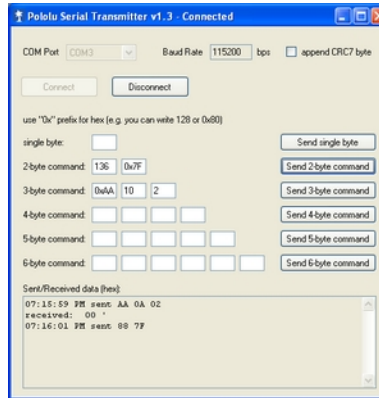 Pololu Serial Transmitter v1.3 - Connected
COM Port COM3 Baud Rate 115200 bps append CRC7 byte
Connect Disconnect
use "0x" prefix for hex (e.g. you can write 128 or 0x80)
single byte: Send single byte
2-byte command: 136 0x7F Send 2-byte command
3-byte command: 0xAA 10 2 Send 3-byte command
4-byte command: Send 4-byte command
5-byte command: Send 5-byte command
6-byte command: Send 6-byte command
Sent/Received data (hex):
07:15:59 PM sent AA 0A 02
received: 00 '
07:16:01 PM sent 88 7F